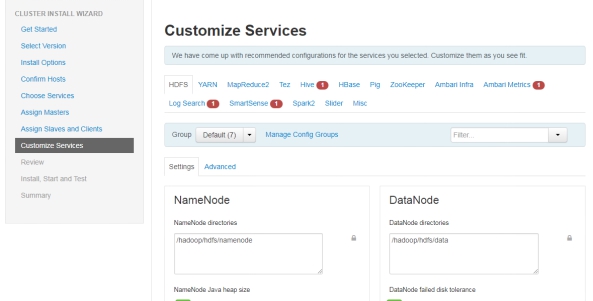 CLUSTER INSTALL WIZARD
Get Started
Select Version
Install Options
Confirm Hosts
Choose Services
Assign Masters
Assign Slaves and Clients
Customize Services
Review
Install, Start and Test
Summary
Customize Services
We have come up with recommended configurations for the services you selected. Customize them as you see fit.
HDFS YARN MapReduce2 Tez Hive 1 HBase Pig ZooKeeper Ambari Infra Ambari Metrics 1
Log Search 1 SmartSense 1 Spark2 Slider Misc
Group Default (7) Manage Config Groups Filter...
Settings Advanced
NameNode
NameNode directories
/hadoop/hdfs/namenode
NameNode Java heap size
DataNode
DataNode directories
/hadoop/hdfs/data
DataNode failed disk tolerance